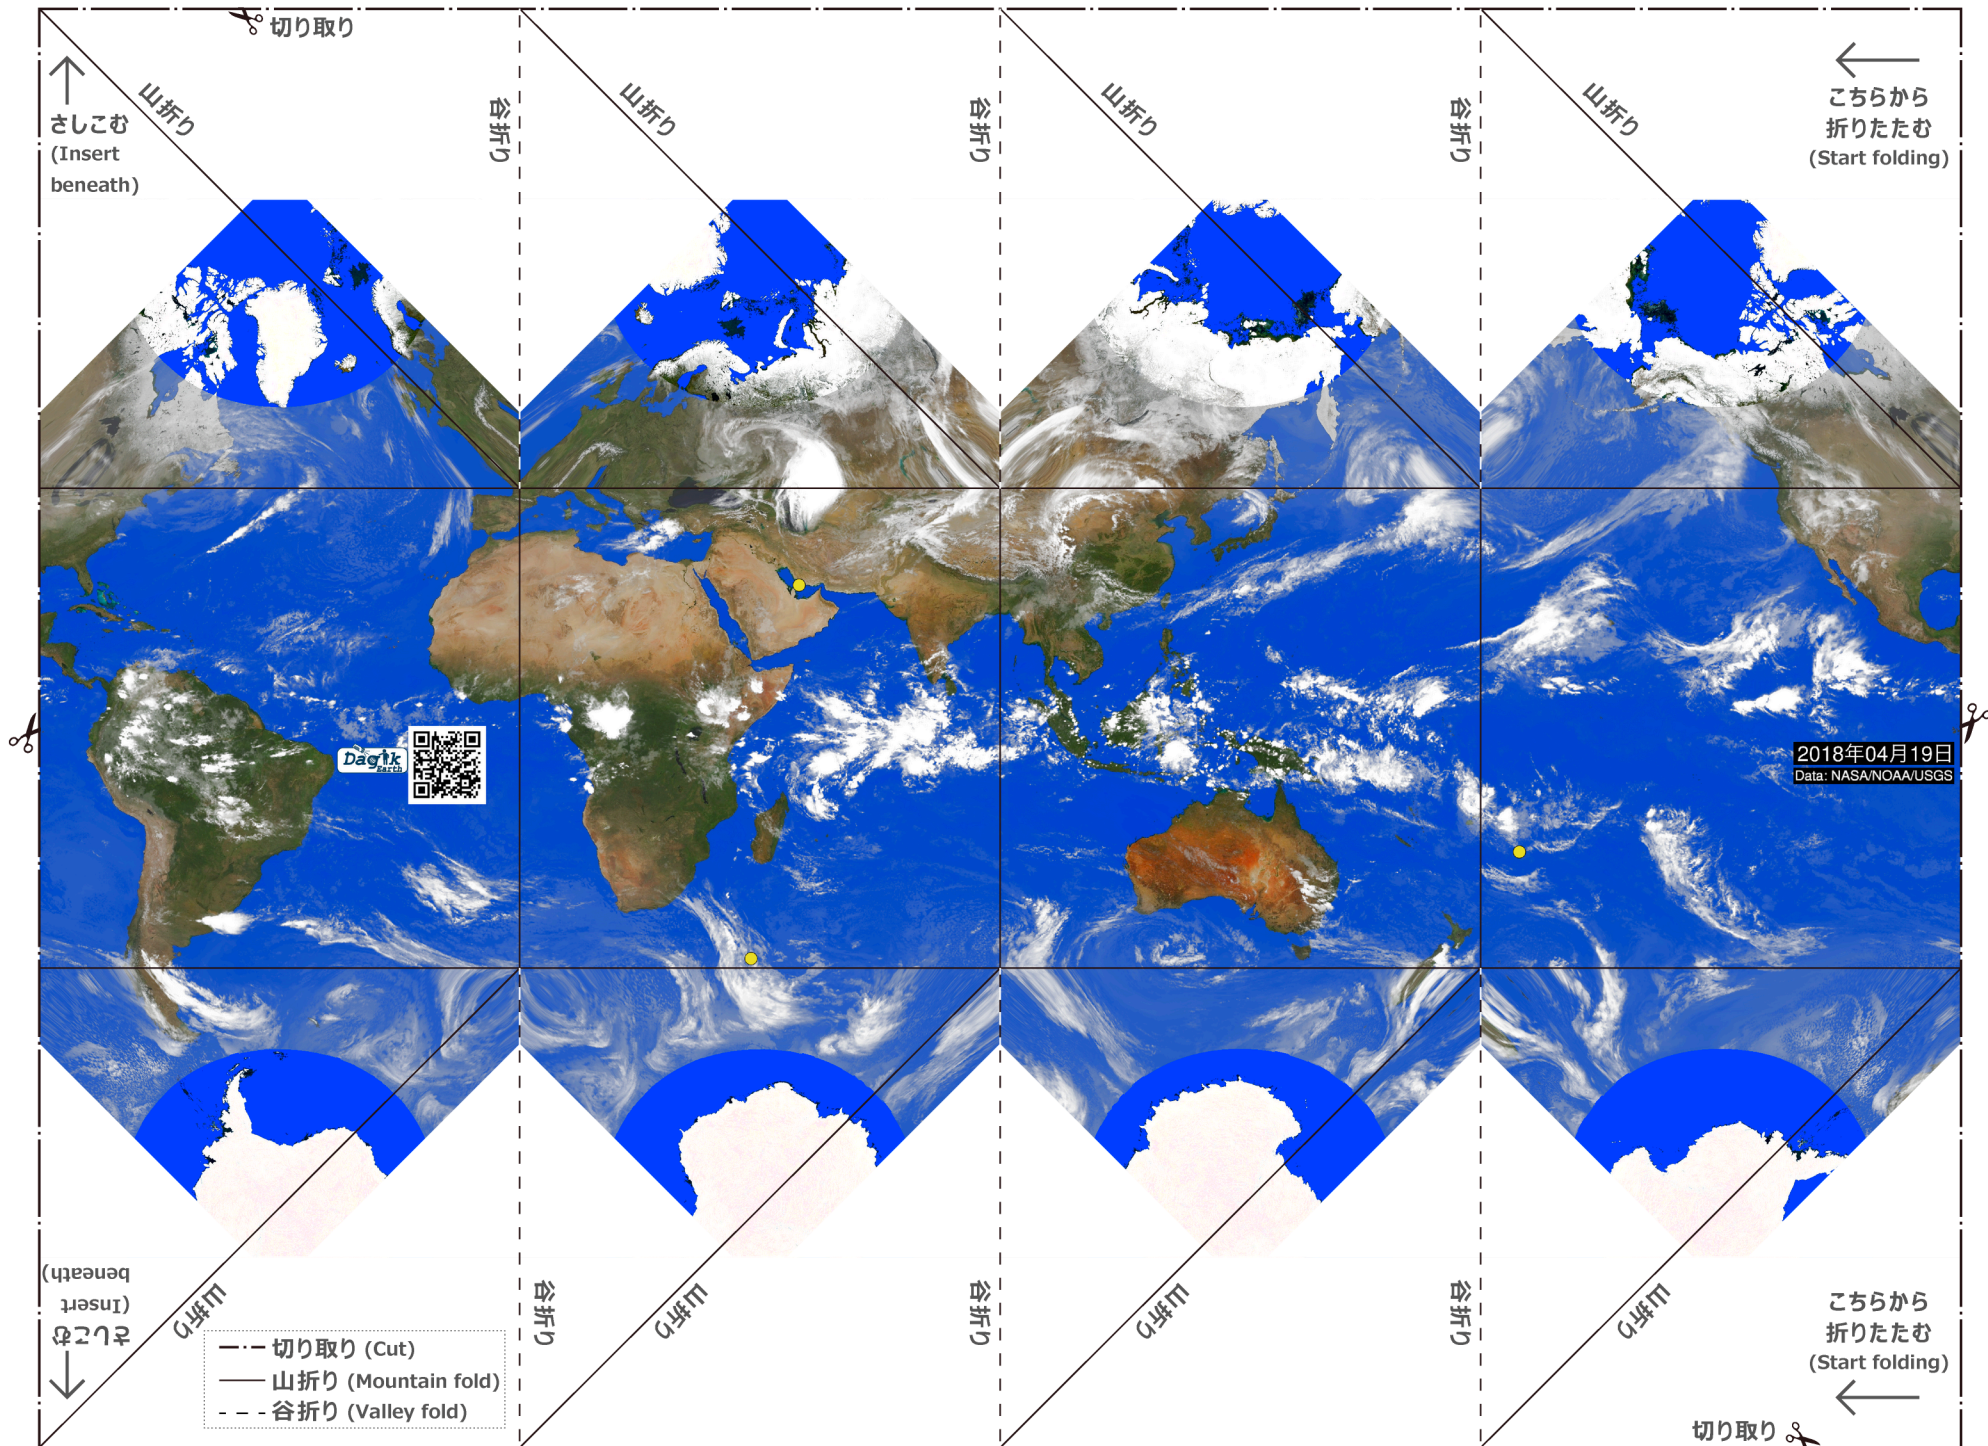 切り取り
さしこむ
(Insert
beneath)
山折り
谷折り
山折り
谷折り
山折り
谷折り
山折り
こちらから
折りたたむ
(Start folding)
Dagik
Earth
2018年04月19日
Data: NASA/NOAA/USGS
さしこむ
(Insert
beneath)
山折り
谷折り
山折り
谷折り
山折り
谷折り
山折り
こちらから
折りたたむ
(Start folding)
切り取り (Cut)
山折り (Mountain fold)
谷折り (Valley fold)
切り取り